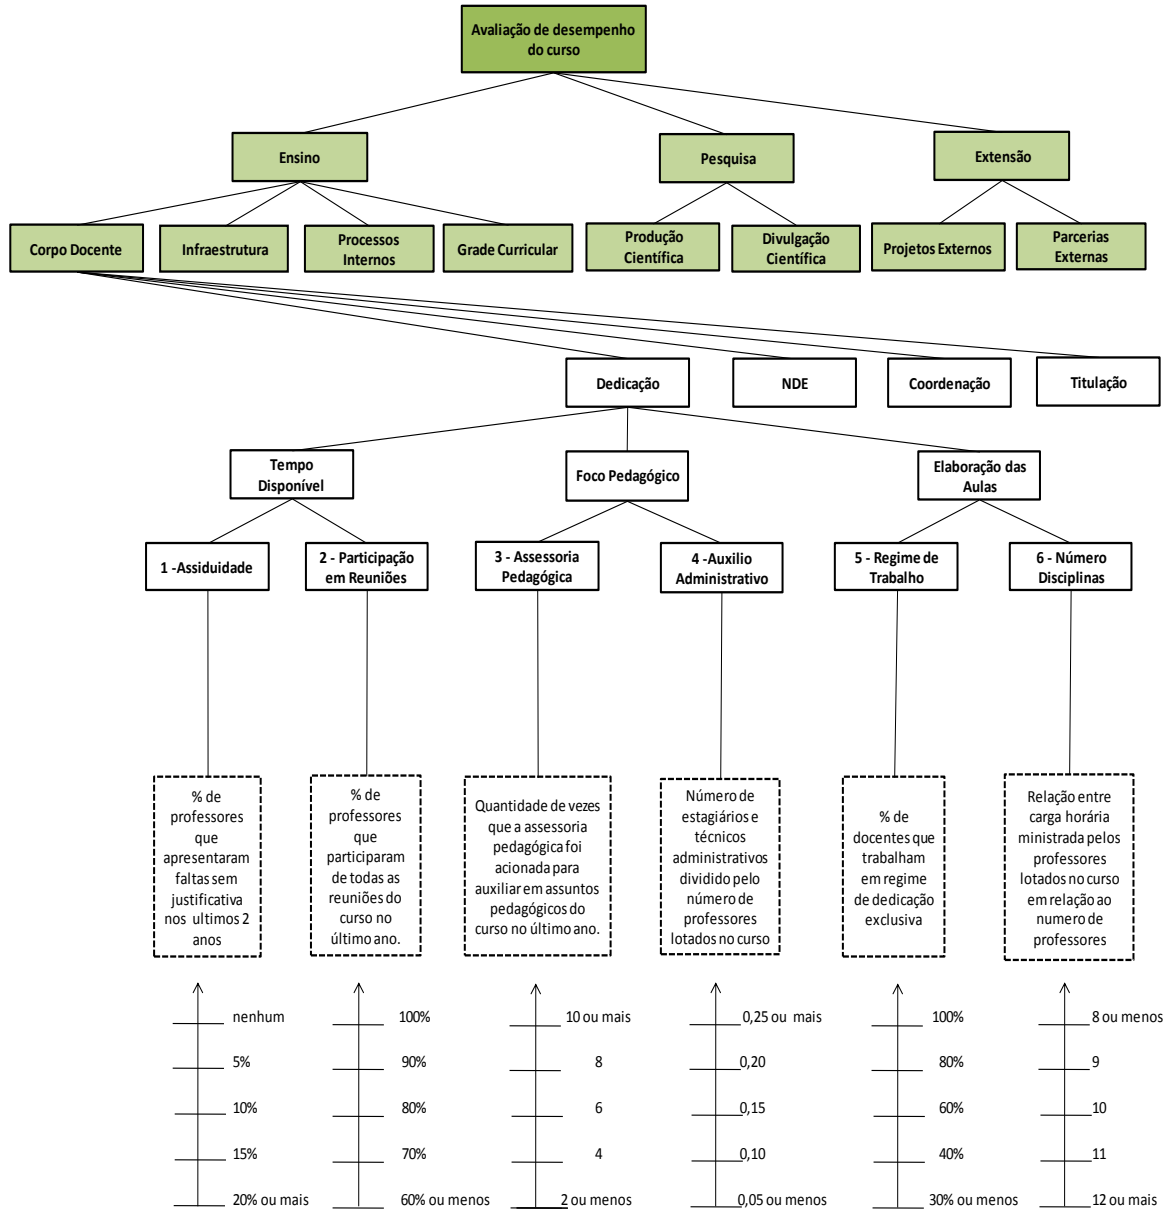 Avaliação de desempenho
do curso
Ensino
Pesquisa
Extensão
Corpo Docente
Infraestrutura
Processos
Internos
Grade Curricular
Produção
Científica
Divulgação
Científica
Projetos Externos
Parcerias
Externas
Dedicação
NDE
Coordenação
Titulação
Tempo
Disponível
Foco Pedagógico
Elaboração das
Aulas
1 -Assiduidade
2 - Participação
em Reuniões
3 - Assessoria
Pedagógica
4 -Auxilio
Administrativo
5 - Regime de
Trabalho
6 - Número
Disciplinas
% de
professores
que
apresentaram
faltas sem
justificativa
nos ultimos 2
anos
% de
professores
que
participaram
de todas as
reuniões do
curso no
último ano.
Quantidade de vezes
que a assessoria
pedagógica foi
acionada para
auxiliar em assuntos
pedagógicos do
curso no último ano.
Número de
estagiários e
técnicos
administrativos
dividido pelo
número de
professores
lotados no curso
% de
docentes que
trabalham
em regime
de dedicação
exclusiva
Relação entre
carga horária
ministrada pelos
professores
lotados no curso
em relação ao
numero de
professores
nenhum
5%
10%
15%
20% ou mais
100%
90%
80%
70%
60% ou menos
10 ou mais
8
6
4
2 ou menos
0,25 ou mais
0,20
0,15
0,10
0,05 ou menos
100%
80%
60%
40%
30% ou menos
8 ou menos
9
10
11
12 ou mais